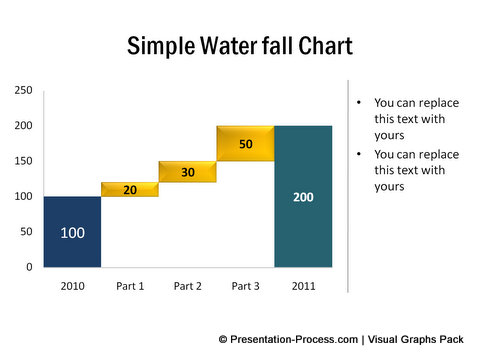 Simple Water fall Chart
250
200
150
100
50
0
100
20
30
50
200
2010 Part 1 Part 2 Part 3 2011
• You can replace
this text with
yours
• You can replace
this text with
yours
© Presentation-Process.com | Visual Graphs Pack